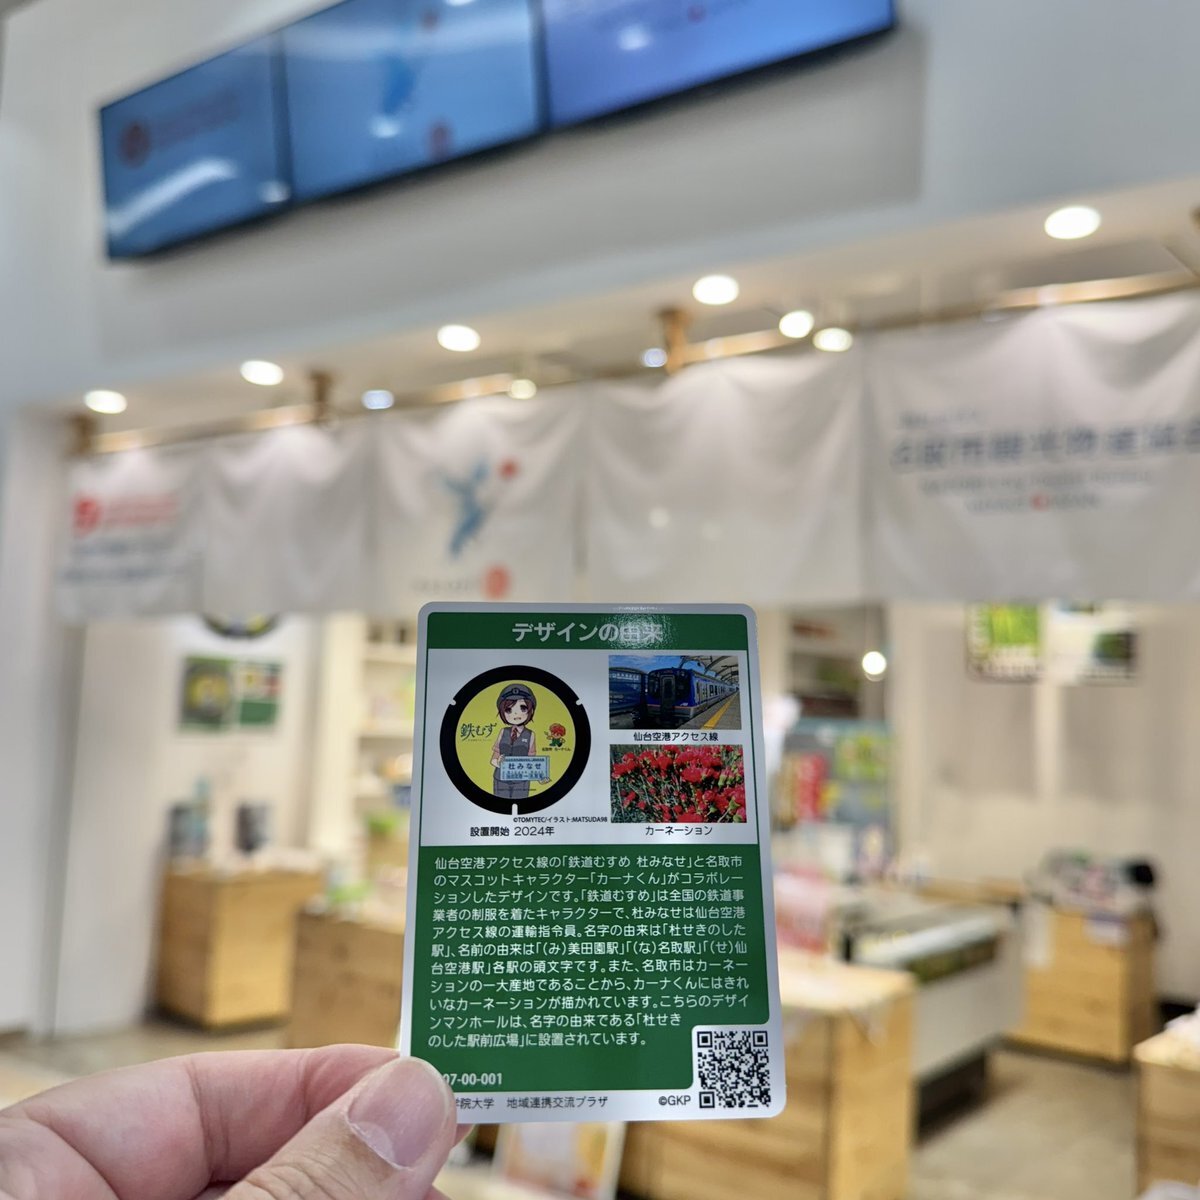 デザインの由来
鉄むす
杜みなせ
仙台空港アクセス線
©TOMYTEC/イラスト:MATSUDA98
設置開始 2024年
カーネーション
仙台空港アクセス線の「鉄道むすめ 杜みなせ」と名取市
のマスコットキャラクター「カーナくん」がコラボレー
ションしたデザインです。「鉄道むすめ」は全国の鉄道事
業者の制服を着たキャラクターで、杜みなせは仙台空港
アクセス線の運輸指令員。名字の由来は「杜せきのした
駅」、名前の由来は「(み)美田園駅」「(な)名取駅」「(せ)仙
台空港駅」各駅の頭文字です。また、名取市はカーネー
ションの一大産地であることから、カーナくんにはきれ
いなカーネーションが描かれています。こちらのデザイ
ンマンホールは、名字の由来である「杜せき
のした駅前広場」に設置されています。
07-00-001
学院大学 地域連携交流プラザ
©GKP